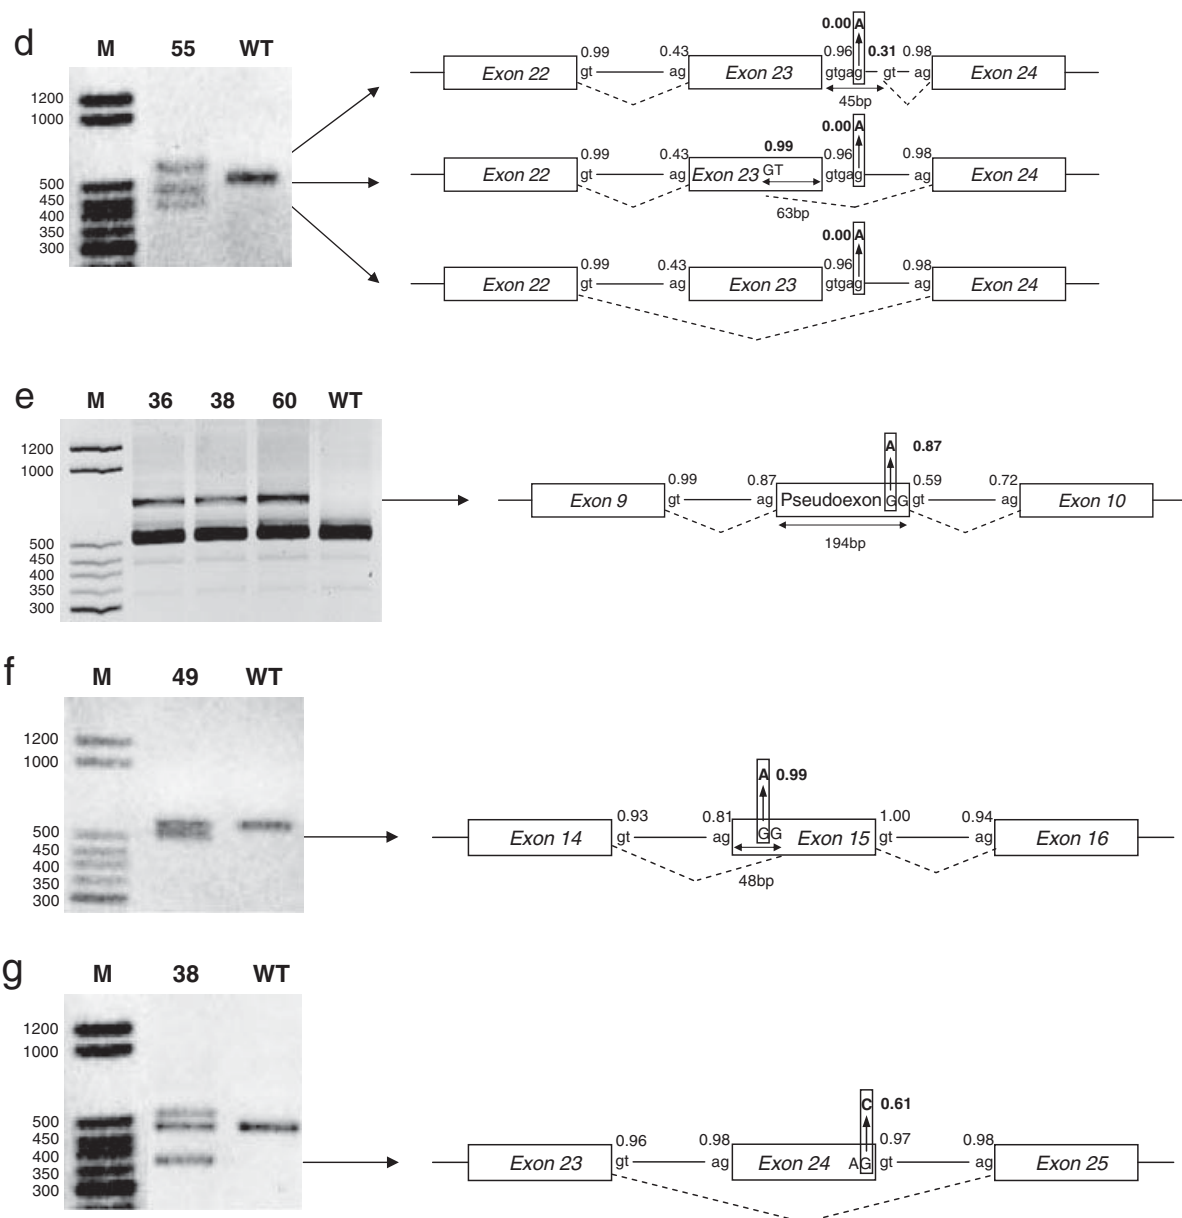 d
M 55 WT
1200
1000
500
450
400
350
300
0.00 A
0.99 0.43 0.96 0.31 0.98
Exon 22 gt ag Exon 23 gtgag gt ag Exon 24
45bp
0.00 A
0.99 0.43 0.99 0.96 0.98
Exon 22 gt ag Exon 23 GT gtgag ag Exon 24
63bp
0.00 A
0.99 0.43 0.96 0.98
Exon 22 gt ag Exon 23 gtgag ag Exon 24
e
M 36 38 60 WT
1200
1000
500
450
400
350
300
A 0.87
0.99 0.87 0.59 0.72
Exon 9 gt ag Pseudoexon GG gt ag Exon 10
194bp
f
M 49 WT
1200
1000
500
450
400
350
300
A 0.99
0.93 0.81 1.00 0.94
Exon 14 gt ag GG Exon 15 gt ag Exon 16
48bp
g
M 38 WT
1200
1000
500
450
400
350
300
C 0.61
0.96 0.98 0.97 0.98
Exon 23 gt ag Exon 24 AG gt ag Exon 25